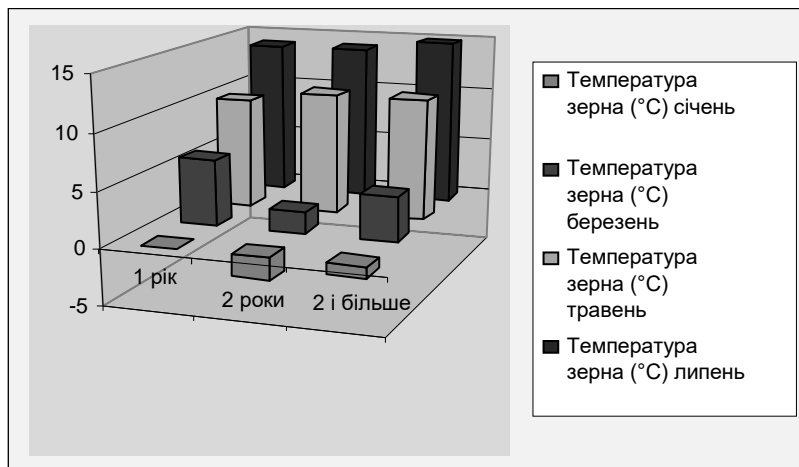 15
10
5
0
-5
1 рік
2 роки
2 і більше
Температура
зерна (°C) січень
Температура
зерна (°C)
березень
Температура
зерна (°C)
травень
Температура
зерна (°C) липень